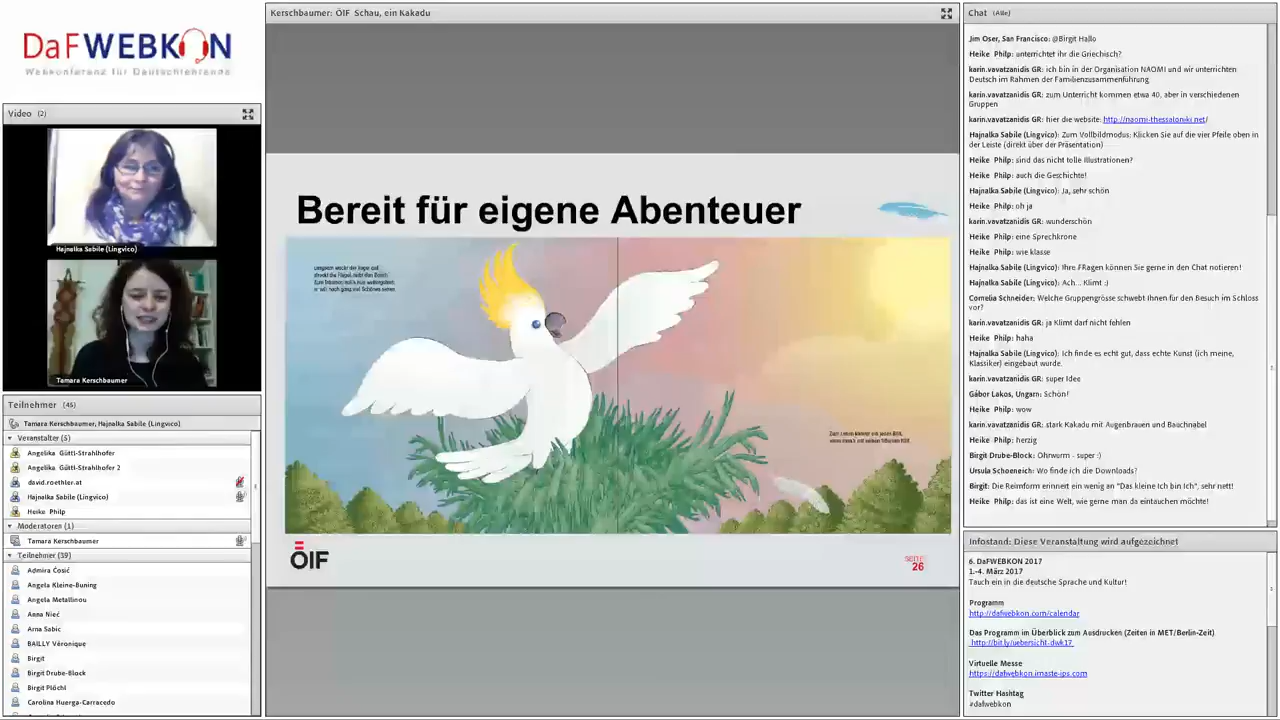 DaFWEBKON
Webkonferenz für Deutschlehrende
Video (2)
Hajnalka Sabile (Lingvico)
Tamara Kerschbaumer
Teilnehmer (45)
Tamara Kerschbaumer, Hajnalka Sabile (Lingvico)
Veranstalter (5)
Angelika Güttl-Strahlhofer
Angelika Güttl-Strahlhofer 2
david.roethler.at
Hajnalka Sabile (Lingvico)
Heike Philp
Moderatoren (1)
Tamara Kerschbaumer
Teilnehmer (39)
Admira Ćosić
Angela Kleine-Büning
Angela Metallinou
Anna Nieć
Arna Sabic
BAILLY Véronique
Birgit
Birgit Drube-Block
Birgit Plöchl
Carolina Huerga-Carracedo
Kerschbaumer: ÖIF Schau, ein Kakadu
Bereit für eigene Abenteuer
ÖIF
SEITE
26
Chat (Alle)
Jim Oser, San Francisco: @Birgit Hallo
Heike Philp: unterrichtet ihr die Griechisch?
karin.vavatzanidis GR: ich bin in der Organisation NAOMI und wir unterrichten
Deutsch im Rahmen der Familienzusammenführung
karin.vavatzanidis GR: zum Unterricht kommen etwa 40, aber in verschiedenen
Gruppen
karin.vavatzanidis GR: hier die website: http://naomi-thessaloniki.net/
Hajnalka Sabile (Lingvico): Zum Vollbildmodus: Klicken Sie auf die vier Pfeile oben in
der Leiste (direkt über der Präsentation)
Heike Philp: sind das nicht tolle Illustrationen?
Heike Philp: auch die Geschichte!
Hajnalka Sabile (Lingvico): Ja, sehr schön
Heike Philp: oh ja
karin.vavatzanidis GR: wunderschön
Heike Philp: eine Sprechkrone
Heike Philp: wie klasse
Hajnalka Sabile (Lingvico): Ihre FRagen können Sie gerne in den Chat notieren!
Hajnalka Sabile (Lingvico): Ach... Klimt :)
Cornelia Schneider: Welche Gruppengrösse schwebt Ihnen für den Besuch im Schloss
vor?
karin.vavatzanidis GR: ja Klimt darf nicht fehlen
Heike Philp: haha
Hajnalka Sabile (Lingvico): Ich finde es echt gut, dass echte Kunst (ich meine,
Klassiker) eingebaut wurde.
karin.vavatzanidis GR: super Idee
Gábor Lakos, Ungarn: Schön!
Heike Philp: wow
karin.vavatzanidis GR: stark Kakadu mit Augenbrauen und Bauchnabel
Heike Philp: herzig
Birgit Drube-Block: Ohrwurm - super :)
Ursula Schoeneich: Wo finde ich die Downloads?
Birgit: Die Reimform erinnert ein wenig an "Das kleine Ich bin Ich", sehr nett!
Heike Philp: das ist eine Welt, wie gerne man da eintauchen möchte!
Infostand: Diese Veranstaltung wird aufgezeichnet
6. DaFWEBKON 2017
1.-4. März 2017
Tauch ein in die deutsche Sprache und Kultur!
Programm
http://dafwebkon.com/calendar
Das Programm im Überblick zum Ausdrucken (Zeiten in MET/Berlin-Zeit)
http://bit.ly/uebersicht-dwk17
Virtuelle Messe
https://dafwebkon.imaste-ips.com
Twitter Hashtag
#dafwebkon